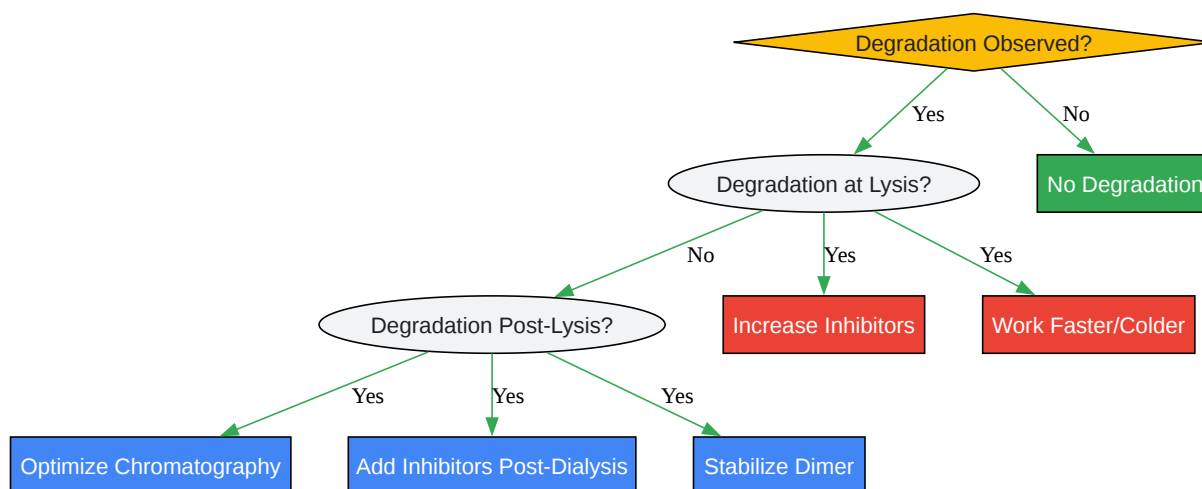 Degradation Observed?
Yes
No
Degradation at Lysis?
No Degradation
No
Yes
Yes
Degradation Post-Lysis?
Increase Inhibitors
Work Faster/Colder
Yes
Yes
Yes
Optimize Chromatography
Add Inhibitors Post-Dialysis
Stabilize Dimer